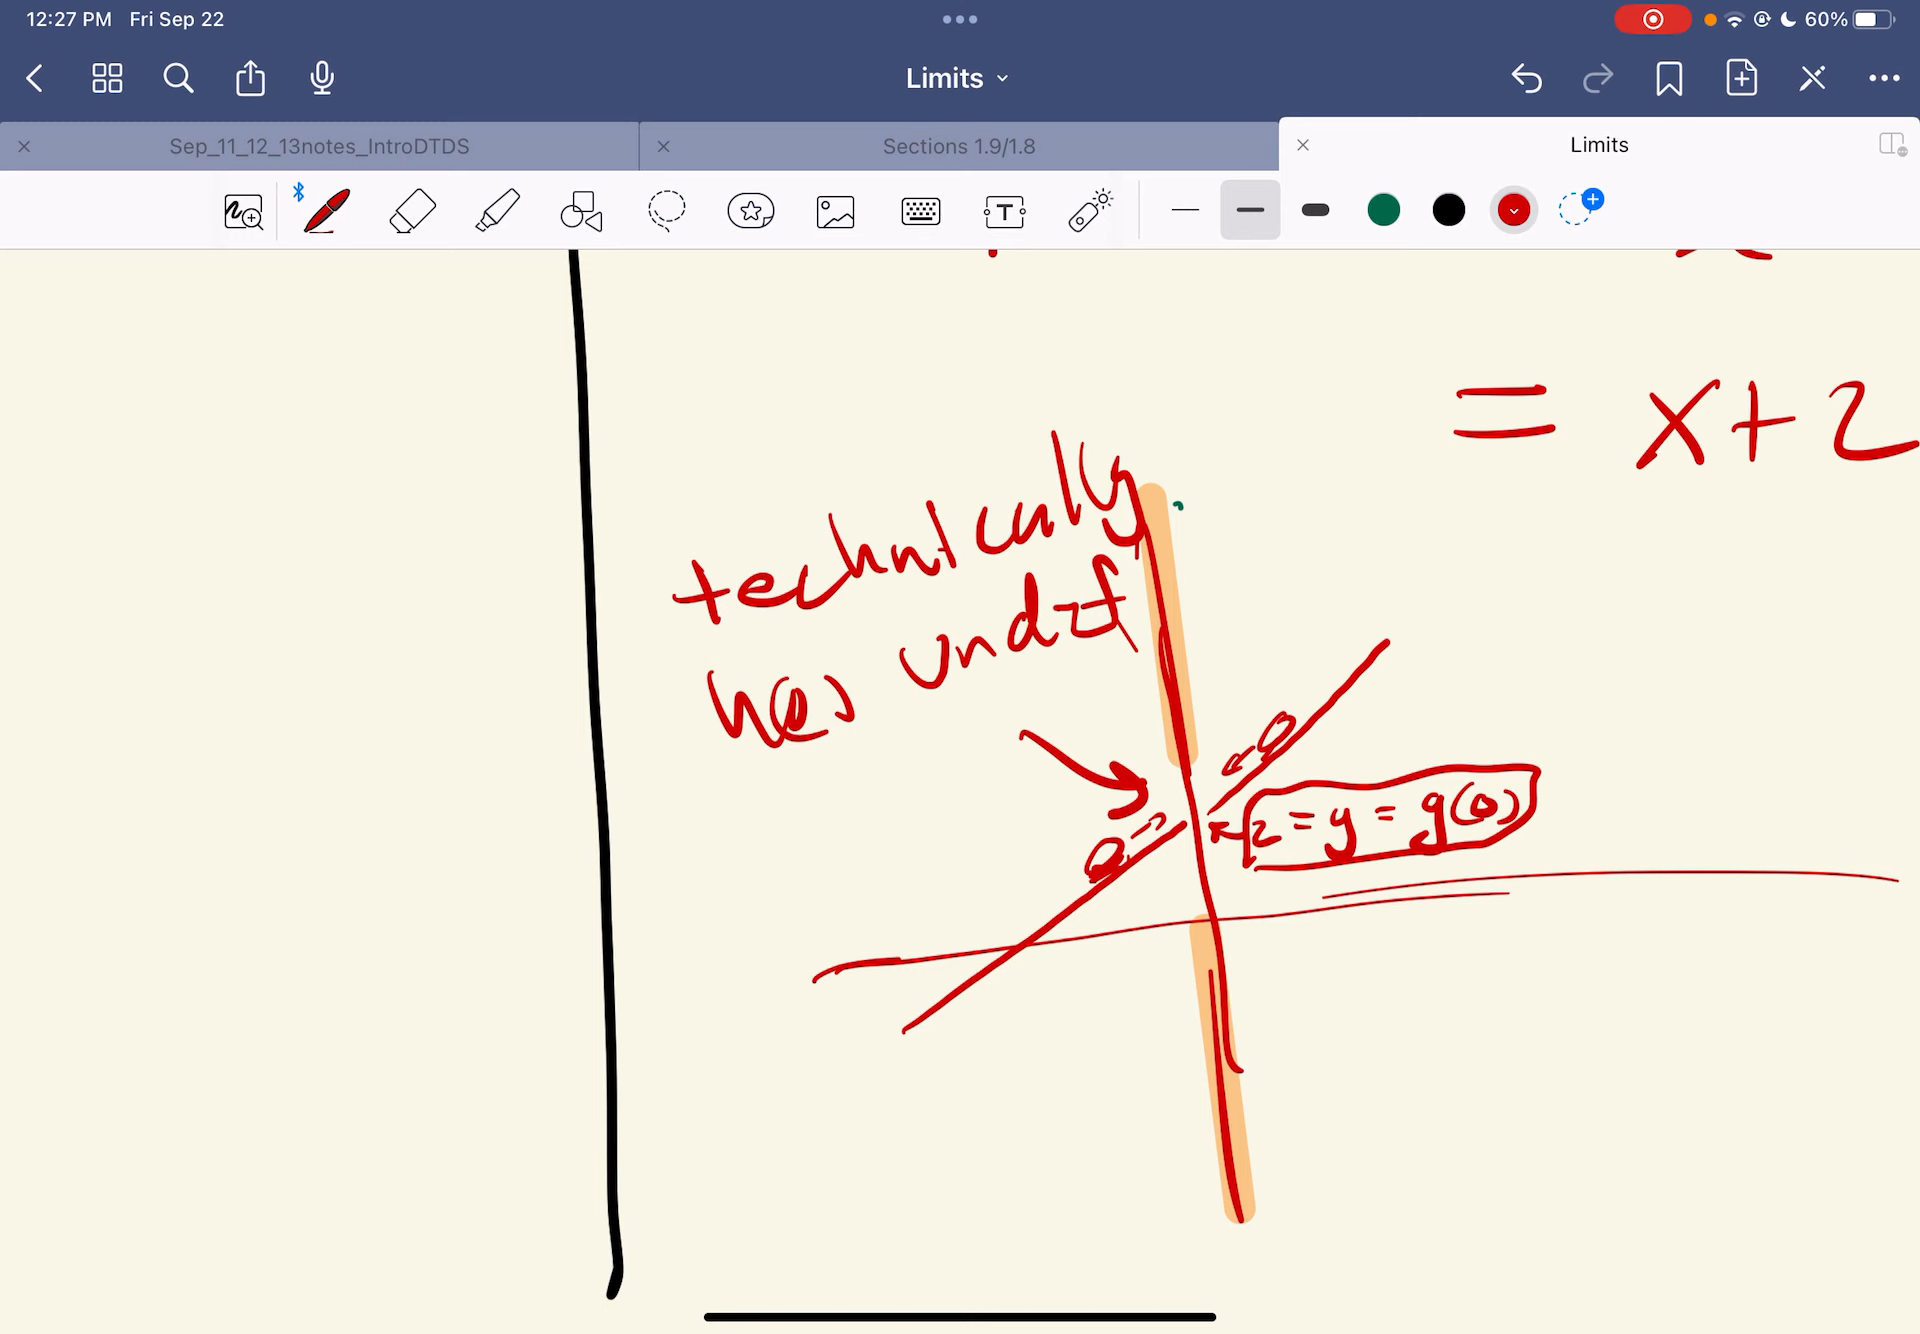 12:27 PM Fri Sep 22
60%
Limits
Sep_11_12_13notes_IntroDTDS
Sections 1.9/1.8
Limits
= x+2
technically
has undef
2 = y = g(0)